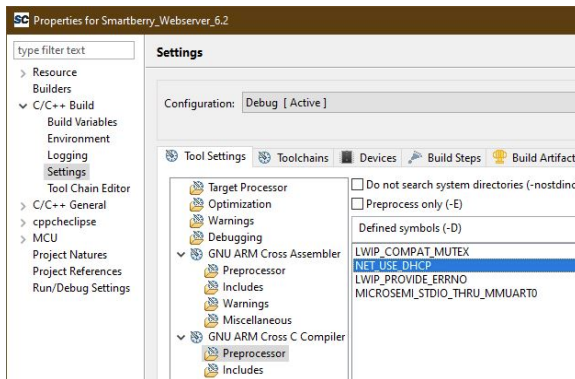 SC Properties for Smartberry_Webserver_6.2
type filter text
Resource
Builders
C/C++ Build
Build Variables
Environment
Logging
Settings
Tool Chain Editor
C/C++ General
cppcheclipse
MCU
Project Natures
Project References
Run/Debug Settings
Settings
Configuration: Debug [ Active ]
Tool Settings Toolchains Devices Build Steps Build Artifact
Target Processor
Optimization
Warnings
Debugging
GNU ARM Cross Assembler
Preprocessor
Includes
Warnings
Miscellaneous
GNU ARM Cross C Compiler
Preprocessor
Includes
Do not search system directories (-nostdinc
Preprocess only (-E)
Defined symbols (-D)
LWIP_COMPAT_MUTEX
NET_USE_DHCP
LWIP_PROVIDE_ERRNO
MICROSEMI_STDIO_THRU_MMUART0